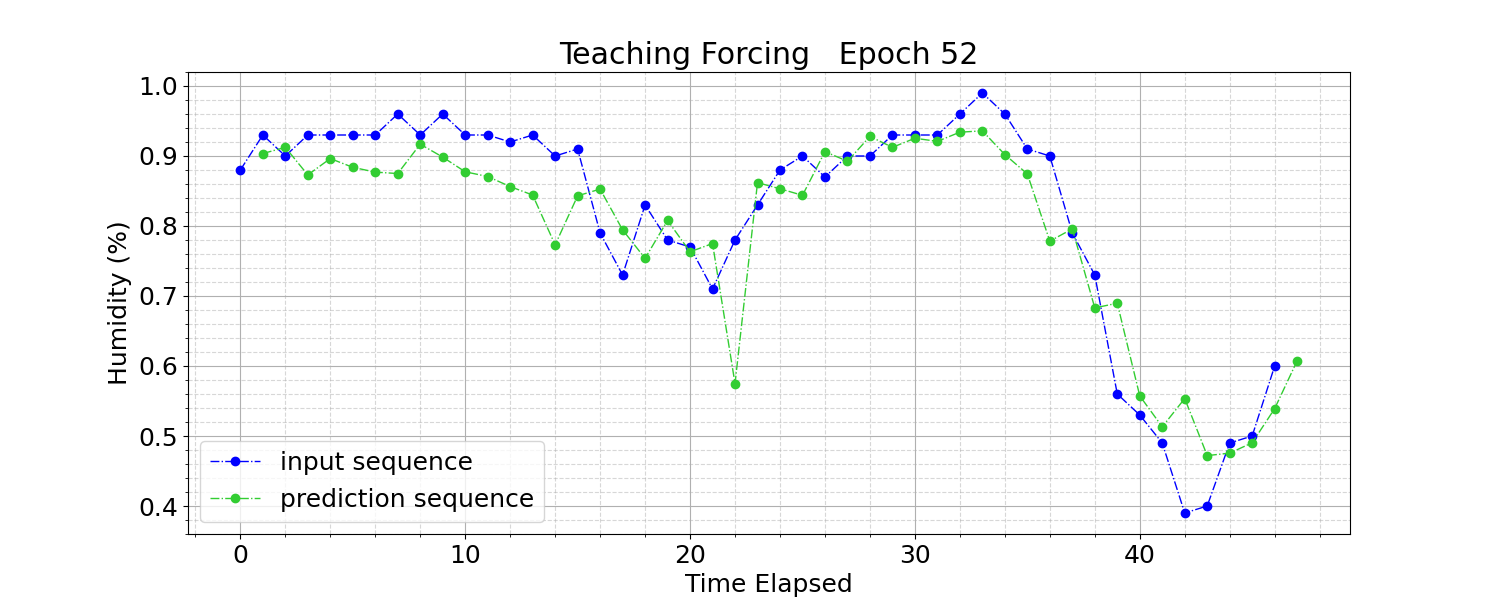 Teaching Forcing   Epoch 52
1.0
0.9
0.8
0.7
0.6
0.5
0.4
Humidity (%)
input sequence
prediction sequence
0 10 20 30 40
Time Elapsed